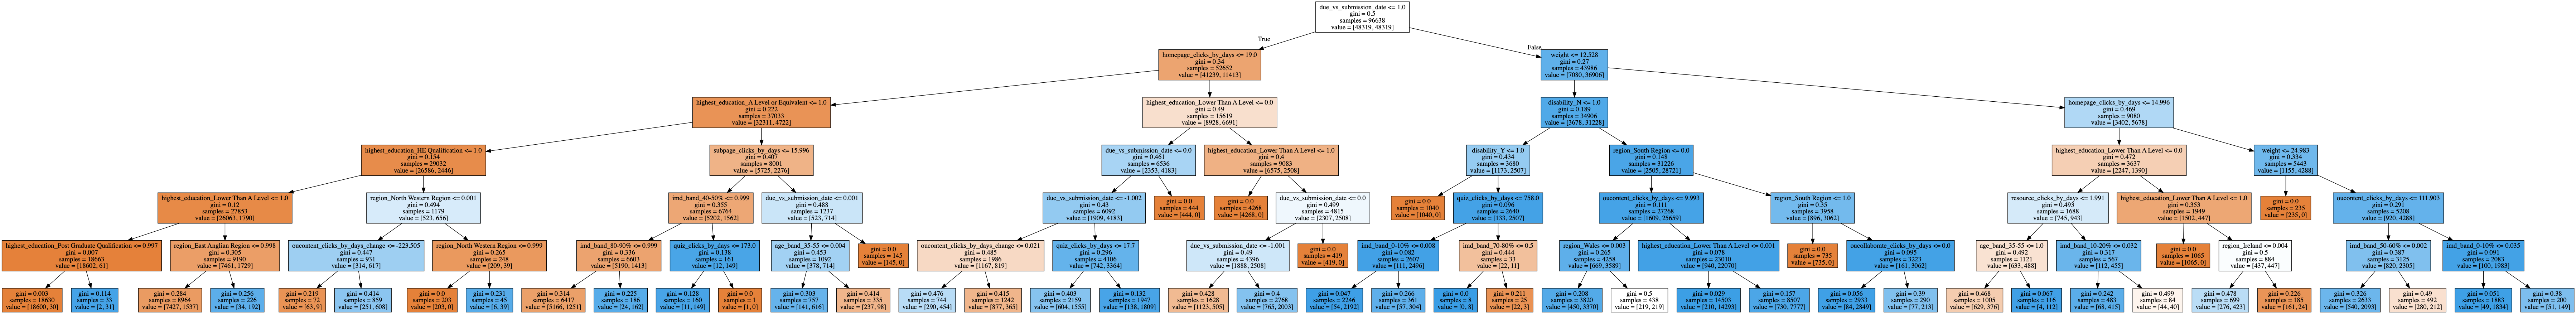 due_vs_submission_date <= 1.0
gini = 0.5
samples = 96638
value = [48319, 48319]
True
False
homepage_clicks_by_days <= 19.0
gini = 0.34
samples = 52652
value = [41239, 11413]
weight <= 12.528
gini = 0.27
samples = 43986
value = [7080, 36906]
highest_education_A Level or Equivalent <= 1.0
gini = 0.222
samples = 37033
value = [32311, 4722]
highest_education_Lower Than A Level <= 0.0
gini = 0.49
samples = 15619
value = [8928, 6691]
disability_N <= 1.0
gini = 0.189
samples = 34906
value = [3678, 31228]
homepage_clicks_by_days <= 14.996
gini = 0.469
samples = 9080
value = [3402, 5678]
highest_education_HE Qualification <= 1.0
gini = 0.154
samples = 29032
value = [26586, 2446]
subpage_clicks_by_days <= 15.996
gini = 0.407
samples = 8001
value = [5725, 2276]
due_vs_submission_date <= 0.0
gini = 0.461
samples = 6536
value = [2353, 4183]
highest_education_Lower Than A Level <= 1.0
gini = 0.4
samples = 9083
value = [6575, 2508]
disability_Y <= 1.0
gini = 0.434
samples = 3680
value = [1173, 2507]
region_South Region <= 0.0
gini = 0.148
samples = 31226
value = [2505, 28721]
highest_education_Lower Than A Level <= 0.0
gini = 0.472
samples = 3637
value = [2247, 1390]
weight <= 24.983
gini = 0.334
samples = 5443
value = [1155, 4288]
highest_education_Lower Than A Level <= 1.0
gini = 0.12
samples = 27853
value = [26063, 1790]
region_North Western Region <= 0.001
gini = 0.494
samples = 1179
value = [523, 656]
imd_band_40-50% <= 0.999
gini = 0.355
samples = 6764
value = [5202, 1562]
due_vs_submission_date <= 0.001
gini = 0.488
samples = 1237
value = [523, 714]
due_vs_submission_date <= -1.002
gini = 0.43
samples = 6092
value = [1909, 4183]
gini = 0.0
samples = 444
value = [444, 0]
gini = 0.0
samples = 4268
value = [4268, 0]
due_vs_submission_date <= 0.0
gini = 0.499
samples = 4815
value = [2307, 2508]
gini = 0.0
samples = 1040
value = [1040, 0]
quiz_clicks_by_days <= 758.0
gini = 0.096
samples = 2640
value = [133, 2507]
oucontent_clicks_by_days <= 9.993
gini = 0.111
samples = 27268
value = [1609, 25659]
region_South Region <= 1.0
gini = 0.35
samples = 3958
value = [896, 3062]
resource_clicks_by_days <= 1.991
gini = 0.493
samples = 1688
value = [745, 943]
highest_education_Lower Than A Level <= 1.0
gini = 0.353
samples = 1949
value = [1502, 447]
gini = 0.0
samples = 235
value = [235, 0]
oucontent_clicks_by_days <= 111.903
gini = 0.291
samples = 5208
value = [920, 4288]
highest_education_Post Graduate Qualification <= 0.997
gini = 0.007
samples = 18663
value = [18602, 61]
region_East Anglian Region <= 0.998
gini = 0.305
samples = 9190
value = [7461, 1729]
oucontent_clicks_by_days_change <= -223.505
gini = 0.447
samples = 931
value = [314, 617]
region_North Western Region <= 0.999
gini = 0.265
samples = 248
value = [209, 39]
imd_band_80-90% <= 0.999
gini = 0.336
samples = 6603
value = [5190, 1413]
quiz_clicks_by_days <= 173.0
gini = 0.138
samples = 161
value = [12, 149]
age_band_35-55 <= 0.004
gini = 0.453
samples = 1092
value = [378, 714]
gini = 0.0
samples = 145
value = [145, 0]
oucontent_clicks_by_days_change <= 0.021
gini = 0.485
samples = 1986
value = [1167, 819]
quiz_clicks_by_days <= 17.7
gini = 0.296
samples = 4106
value = [742, 3364]
due_vs_submission_date <= -1.001
gini = 0.49
samples = 4396
value = [1888, 2508]
gini = 0.0
samples = 419
value = [419, 0]
imd_band_0-10% <= 0.008
gini = 0.082
samples = 2607
value = [111, 2496]
imd_band_70-80% <= 0.5
gini = 0.444
samples = 33
value = [22, 11]
region_Wales <= 0.003
gini = 0.265
samples = 4258
value = [669, 3589]
highest_education_Lower Than A Level <= 0.001
gini = 0.078
samples = 23010
value = [940, 22070]
gini = 0.0
samples = 735
value = [735, 0]
oucollaborate_clicks_by_days <= 0.0
gini = 0.095
samples = 3223
value = [161, 3062]
age_band_35-55 <= 1.0
gini = 0.492
samples = 1121
value = [633, 488]
imd_band_10-20% <= 0.032
gini = 0.317
samples = 567
value = [112, 455]
gini = 0.0
samples = 1065
value = [1065, 0]
region_Ireland <= 0.004
gini = 0.5
samples = 884
value = [437, 447]
imd_band_50-60% <= 0.002
gini = 0.387
samples = 3125
value = [820, 2305]
imd_band_0-10% <= 0.035
gini = 0.091
samples = 2083
value = [100, 1983]
gini = 0.003
samples = 18630
value = [18600, 30]
gini = 0.114
samples = 33
value = [2, 31]
gini = 0.284
samples = 8964
value = [7427, 1537]
gini = 0.256
samples = 226
value = [34, 192]
gini = 0.219
samples = 72
value = [63, 9]
gini = 0.414
samples = 859
value = [251, 608]
gini = 0.0
samples = 203
value = [203, 0]
gini = 0.231
samples = 45
value = [6, 39]
gini = 0.314
samples = 6417
value = [5166, 1251]
gini = 0.225
samples = 186
value = [24, 162]
gini = 0.128
samples = 160
value = [11, 149]
gini = 0.0
samples = 1
value = [1, 0]
gini = 0.303
samples = 757
value = [141, 616]
gini = 0.414
samples = 335
value = [237, 98]
gini = 0.476
samples = 744
value = [290, 454]
gini = 0.415
samples = 1242
value = [877, 365]
gini = 0.403
samples = 2159
value = [604, 1555]
gini = 0.132
samples = 1947
value = [138, 1809]
gini = 0.428
samples = 1628
value = [1123, 505]
gini = 0.4
samples = 2768
value = [765, 2003]
gini = 0.047
samples = 2246
value = [54, 2192]
gini = 0.266
samples = 361
value = [57, 304]
gini = 0.0
samples = 8
value = [0, 8]
gini = 0.211
samples = 25
value = [22, 3]
gini = 0.208
samples = 3820
value = [450, 3370]
gini = 0.5
samples = 438
value = [219, 219]
gini = 0.029
samples = 14503
value = [210, 14293]
gini = 0.157
samples = 8507
value = [730, 7777]
gini = 0.056
samples = 2933
value = [84, 2849]
gini = 0.39
samples = 290
value = [77, 213]
gini = 0.468
samples = 1005
value = [629, 376]
gini = 0.067
samples = 116
value = [4, 112]
gini = 0.242
samples = 483
value = [68, 415]
gini = 0.499
samples = 84
value = [44, 40]
gini = 0.478
samples = 699
value = [276, 423]
gini = 0.226
samples = 185
value = [161, 24]
gini = 0.326
samples = 2633
value = [540, 2093]
gini = 0.49
samples = 492
value = [280, 212]
gini = 0.051
samples = 1883
value = [49, 1834]
gini = 0.38
samples = 200
value = [51, 149]